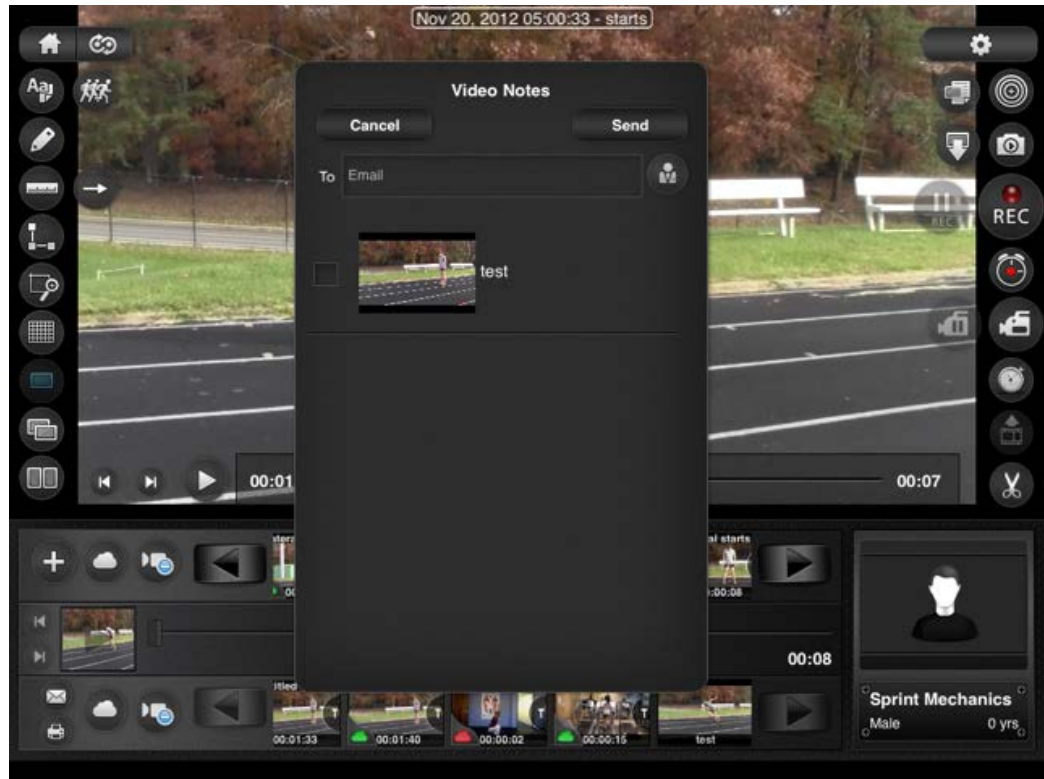 Nov 20, 2012 05:00:33 - starts
Aa
Video Notes
Cancel
Send
To
Email
test
REC
REC
00:01
00:07
al starts
00:08
00:08
T
T
T
T
00:01:33
00:01:40
00:00:02
00:00:15
test
Sprint Mechanics
Male
0 yrs